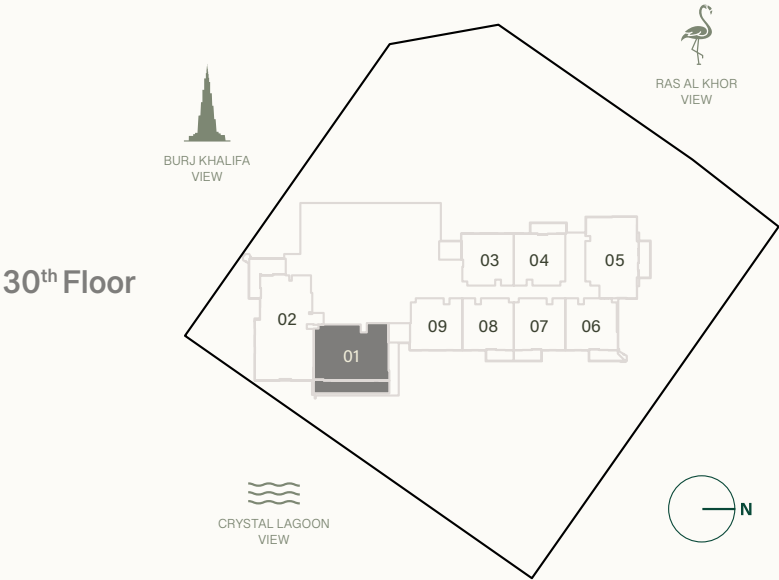 RAS AL KHOR
VIEW
BURJ KHALIFA
VIEW
30th Floor
03
04
05
02
09
08
07
06
01
CRYSTAL LAGOON
VIEW
N